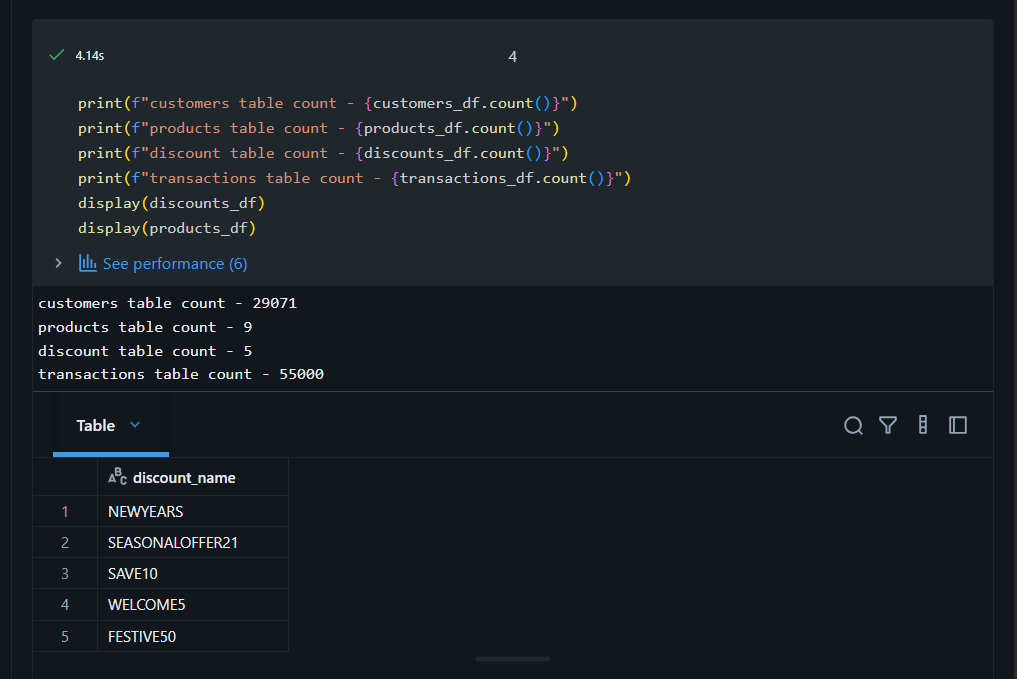 4.14s
4
print(f"customers table count - {customers_df.count()}")
print(f"products table count - {products_df.count()}")
print(f"discount table count - {discounts_df.count()}")
print(f"transactions table count - {transactions_df.count()}")
display(discounts_df)
display(products_df)
See performance (6)
customers table count - 29071
products table count - 9
discount table count - 5
transactions table count - 55000
Table
ABC discount_name
1 NEWYEARS
2 SEASONALOFFER21
3 SAVE10
4 WELCOME5
5 FESTIVE50